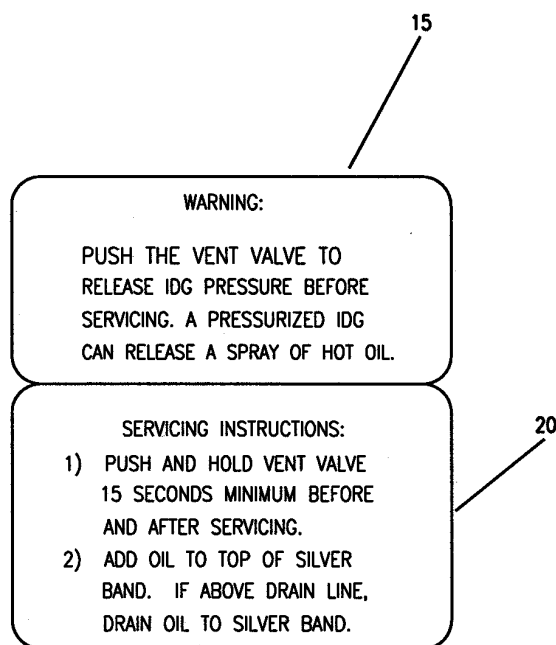 15
WARNING:
PUSH THE VENT VALVE TO
RELEASE IDG PRESSURE BEFORE
SERVICING. A PRESSURIZED IDG
CAN RELEASE A SPRAY OF HOT OIL.
20
SERVICING INSTRUCTIONS:
1) PUSH AND HOLD VENT VALVE
15 SECONDS MINIMUM BEFORE
AND AFTER SERVICING.
2) ADD OIL TO TOP OF SILVER
BAND. IF ABOVE DRAIN LINE,
DRAIN OIL TO SILVER BAND.